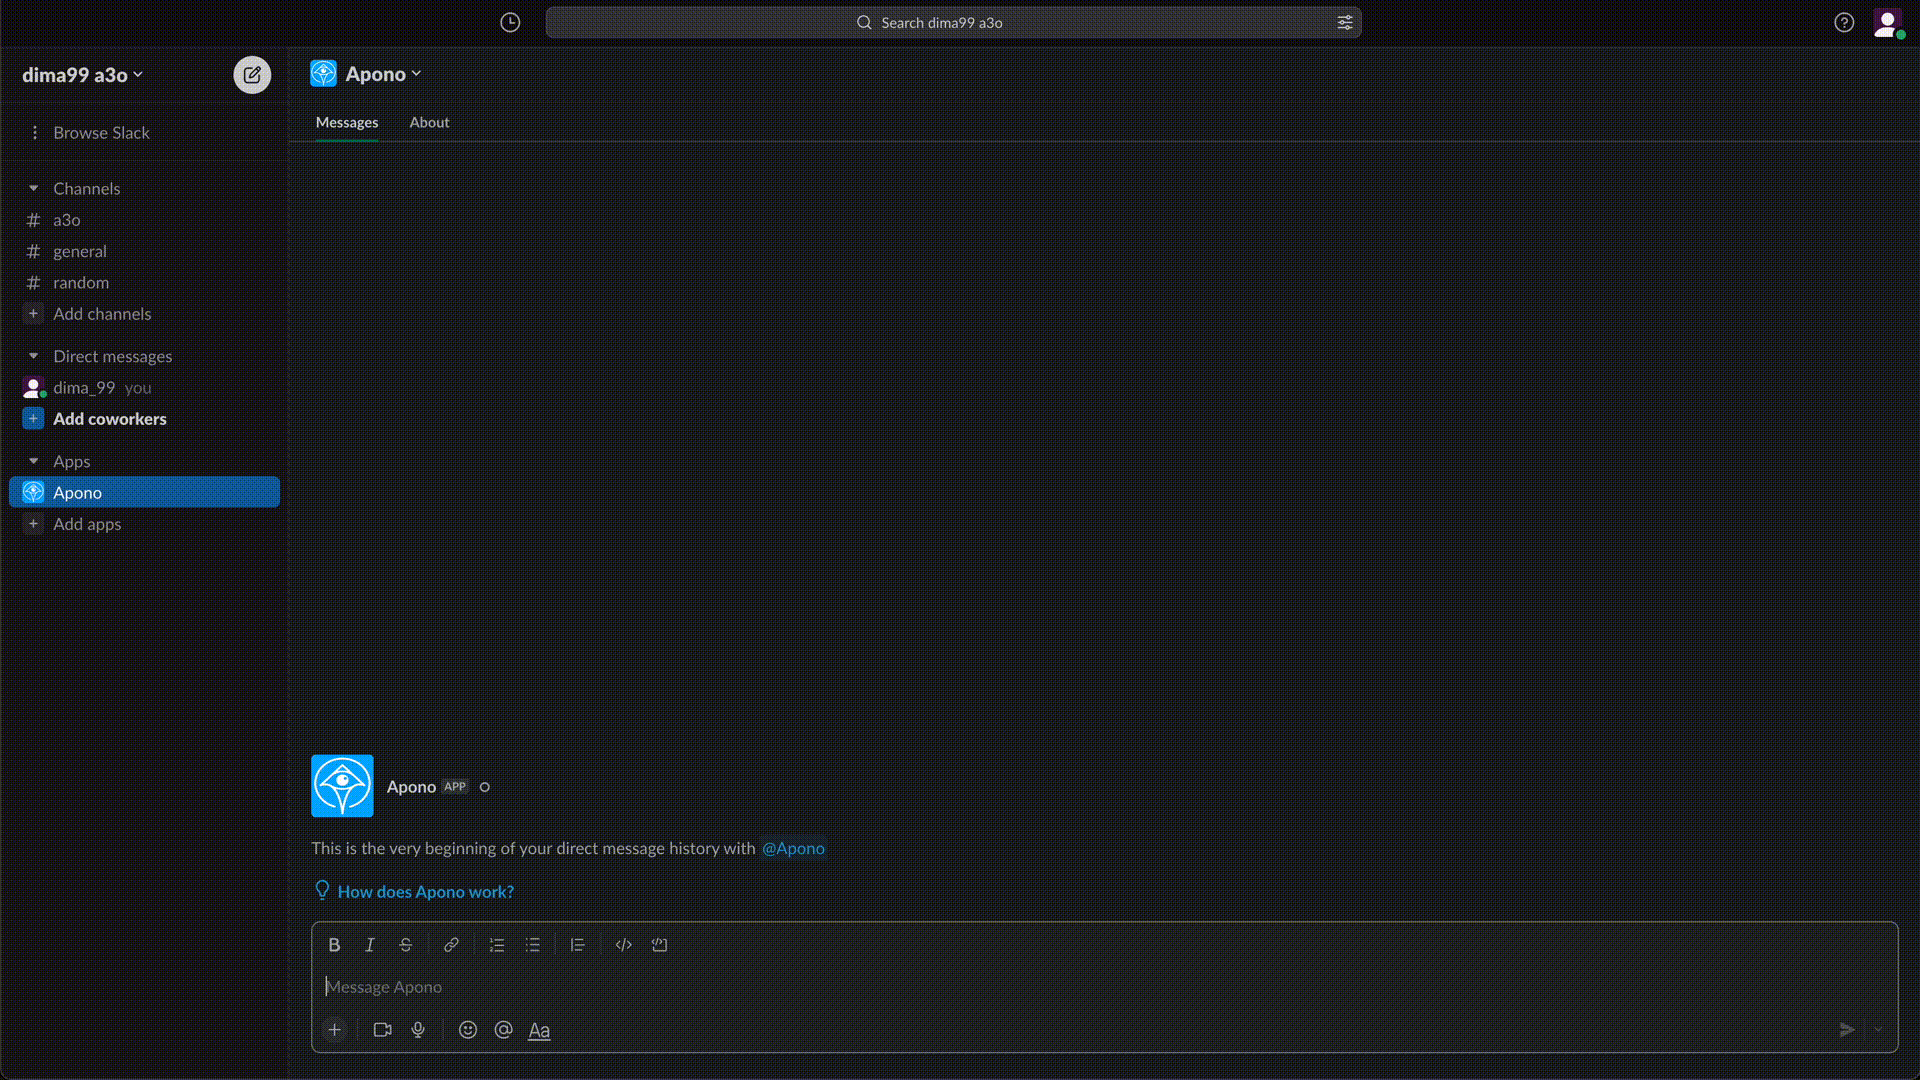 Search dima99 a3o
dima99 a3o
Browse Slack
Channels
a3o
general
random
Add channels
Direct messages
dima_99 you
Add coworkers
Apps
Apono
Add apps
Apono
Messages About
Apono APP
This is the very beginning of your direct message history with @Apono
How does Apono work?
Message Apono
Aa